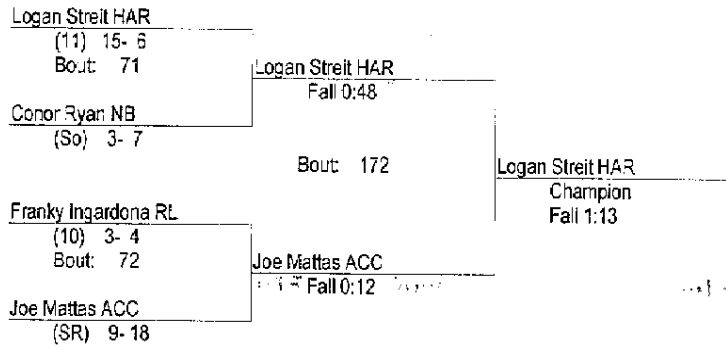 Logan Streit HAR
(11) 15- 6
Bout: 71
Logan Streit HAR
Fall 0:48
Conor Ryan NB
(So) 3- 7
Bout: 172
Logan Streit HAR
Champion
Fall 1:13
Franky Ingardona RL
(10) 3- 4
Bout: 72
Joe Mattas ACC
Fall 0:12
Joe Mattas ACC
(SR) 9- 18